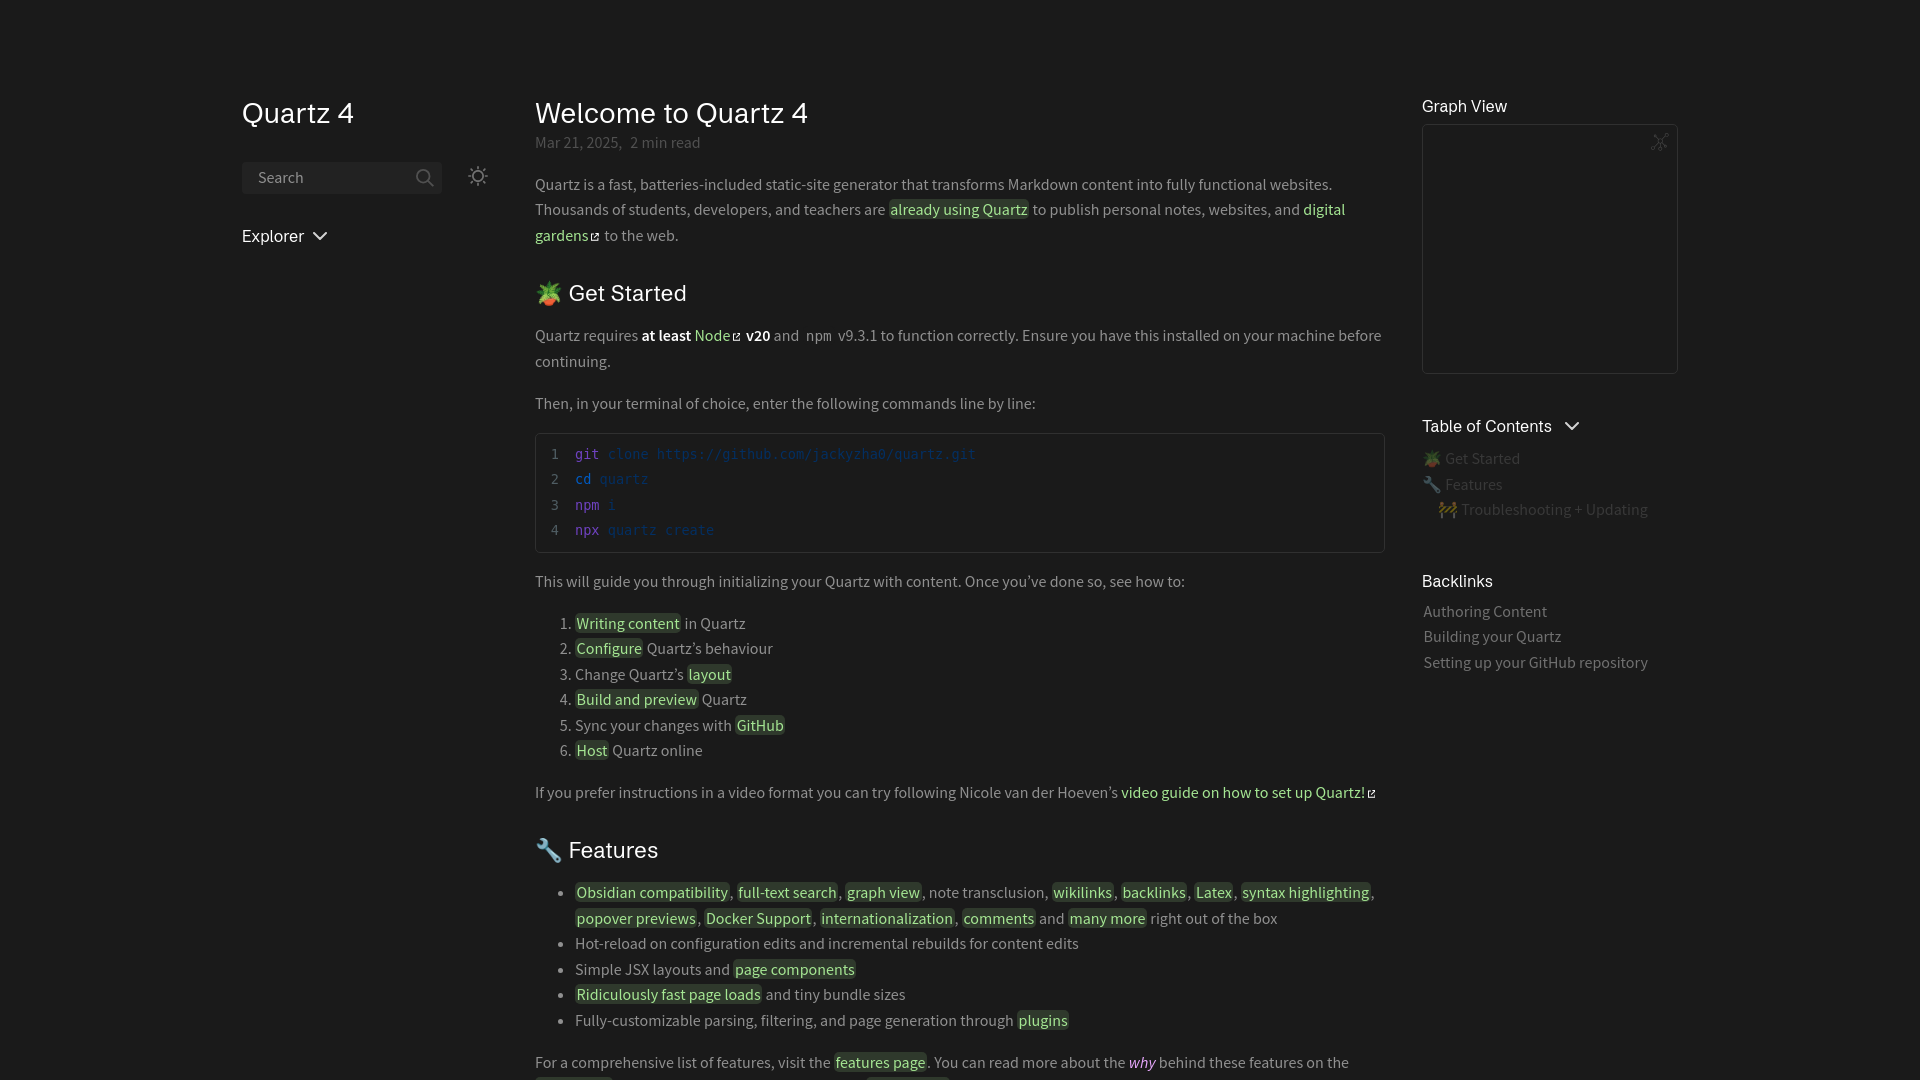 Quartz 4
Search
Explorer
Welcome to Quartz 4
Mar 21, 2025, 2 min read
Quartz is a fast, batteries-included static-site generator that transforms Markdown content into fully functional websites.
Thousands of students, developers, and teachers are already using Quartz to publish personal notes, websites, and digital
gardens to the web.
🪴 Get Started
Quartz requires at least Node v20 and npm v9.3.1 to function correctly. Ensure you have this installed on your machine before
continuing.
Then, in your terminal of choice, enter the following commands line by line:
1 git clone https://github.com/jackyzha0/quartz.git
2 cd quartz
3 npm i
4 npx quartz create
This will guide you through initializing your Quartz with content. Once you’ve done so, see how to:
1. Writing content in Quartz
2. Configure Quartz’s behaviour
3. Change Quartz’s layout
4. Build and preview Quartz
5. Sync your changes with GitHub
6. Host Quartz online
If you prefer instructions in a video format you can try following Nicole van der Hoeven’s video guide on how to set up Quartz!
🔧 Features
• Obsidian compatibility, full-text search, graph view, note transclusion, wikilinks, backlinks, Latex, syntax highlighting,
popover previews, Docker Support, internationalization, comments and many more right out of the box
• Hot-reload on configuration edits and incremental rebuilds for content edits
• Simple JSX layouts and page components
• Ridiculously fast page loads and tiny bundle sizes
• Fully-customizable parsing, filtering, and page generation through plugins
For a comprehensive list of features, visit the features page. You can read more about the why behind these features on the
Graph View
Table of Contents
🪴 Get Started
🔧 Features
🚧 Troubleshooting + Updating
Backlinks
Authoring Content
Building your Quartz
Setting up your GitHub repository